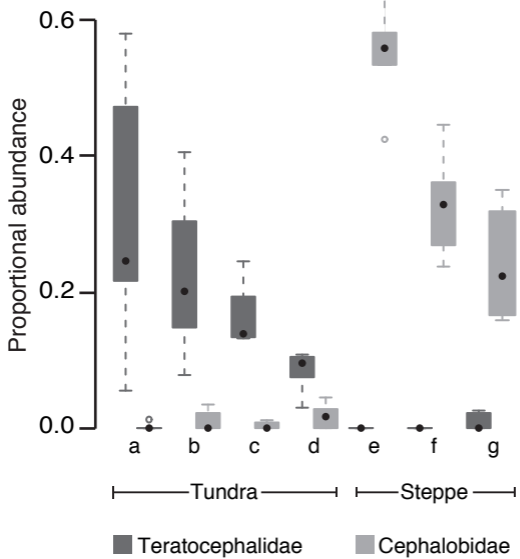 0.6
0.4
0.2
0.0
Proportional abundance
a b c d e f g
Tundra Steppe
Teratocephalidae Cephalobidae